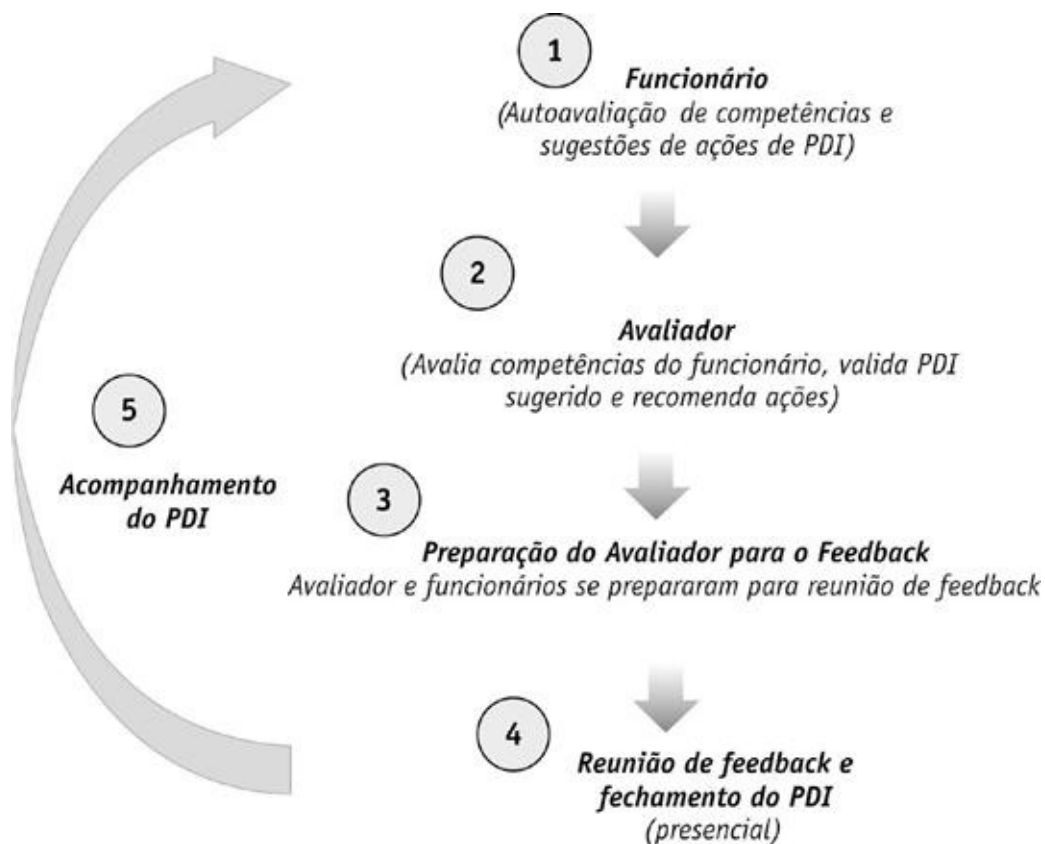 1
Funcionário
(Autoavaliação de competências e
sugestões de ações de PDI)
2
Avaliador
(Avalia competências do funcionário, valida PDI
sugerido e recomenda ações)
3
Preparação do Avaliador para o Feedback
Avaliador e funcionários se prepararam para reunião de feedback
4
Reunião de feedback e
fechamento do PDI
(presencial)
5
Acompanhamento
do PDI